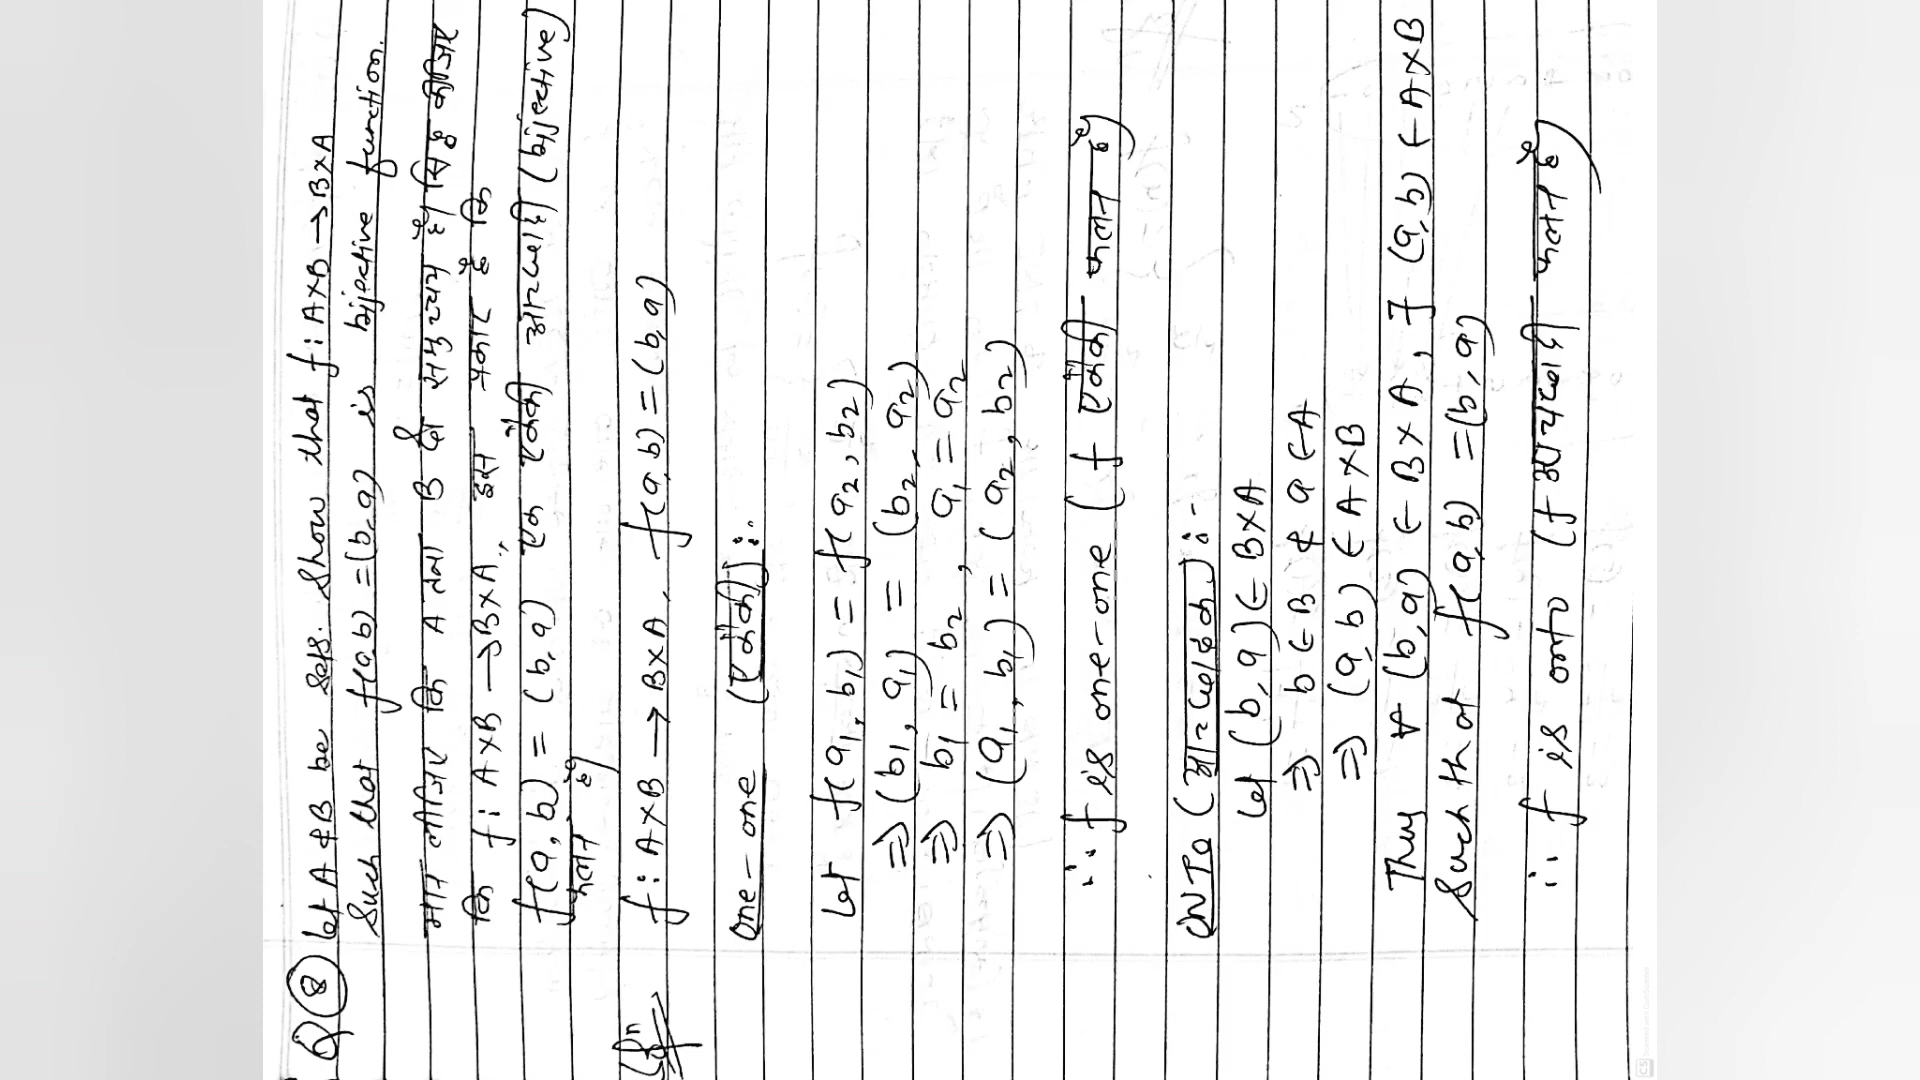 Q⑧ Let A & B be sets. Show that f : A×B → B×A
Such that f(a,b) = (b,a) is bijective function.
मान लीजिए कि A तथा B दो समुच्चय हैं। सिद्ध कीजिए
कि f : A×B → B×A, इस प्रकार है कि
f(a,b) = (b,a) एक एकैकी आच्छादी (bijective)
फलन है।
Solⁿ f : A×B → B×A, f(a,b) = (b,a)
one-one (एकैकी) :-
Let f(a₁, b₁) = f(a₂, b₂)
⇒ (b₁, a₁) = (b₂, a₂)
⇒ b₁ = b₂, a₁ = a₂
⇒ (a₁, b₁) = (a₂, b₂)
∴ f is one-one (f एकैकी फलन है)
ONTO (आच्छादक) :-
Let (b,a) ∈ B×A
⇒ b ∈ B & a ∈ A
⇒ (a,b) ∈ A×B
Thus ∀ (b,a) ∈ B×A, ∃ (a,b) ∈ A×B
Such that f(a,b) = (b,a)
∴ f is onto (f आच्छादी फलन है)
CS